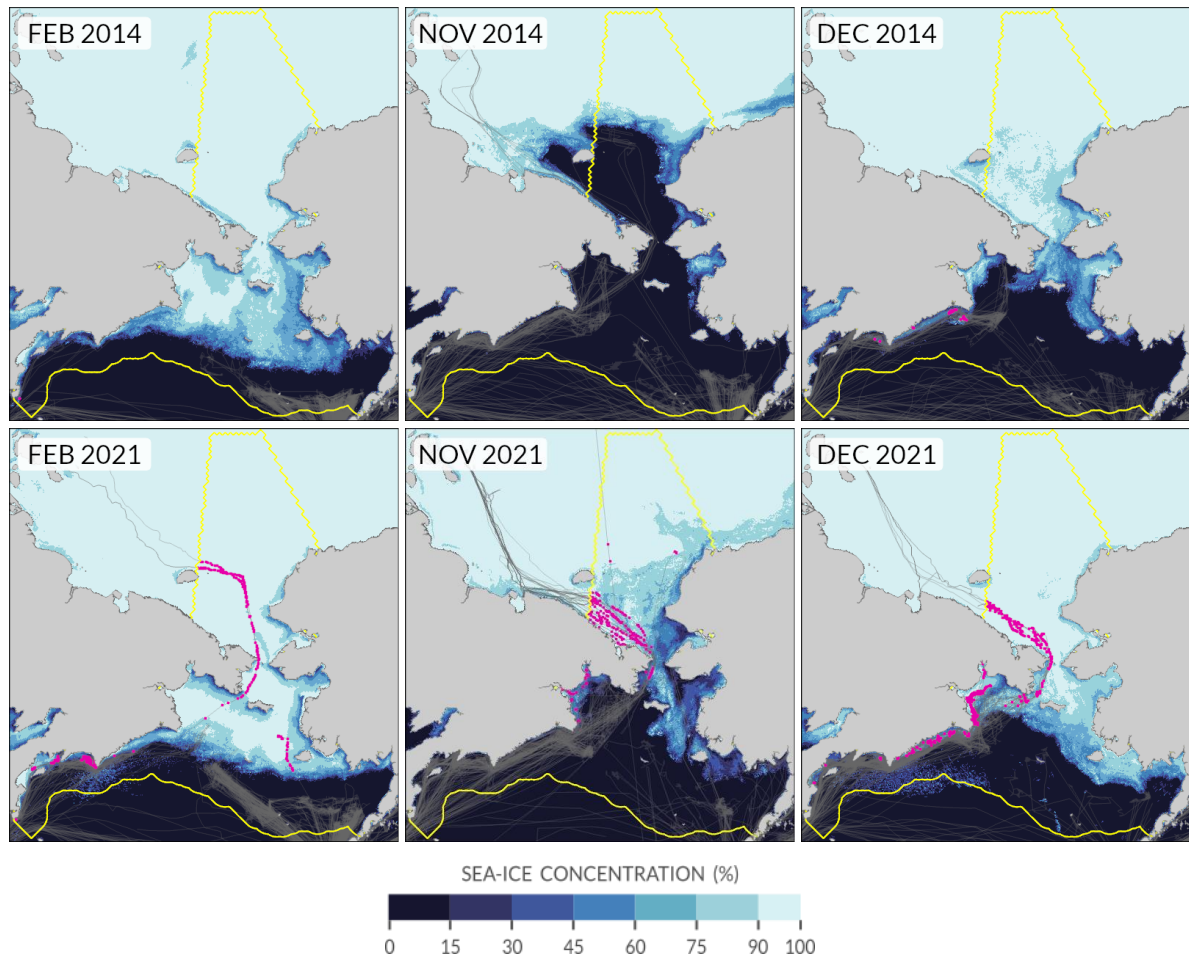 FEB 2014
NOV 2014
DEC 2014
FEB 2021
NOV 2021
DEC 2021
SEA-ICE CONCENTRATION (%)
0 15 30 45 60 75 90 100